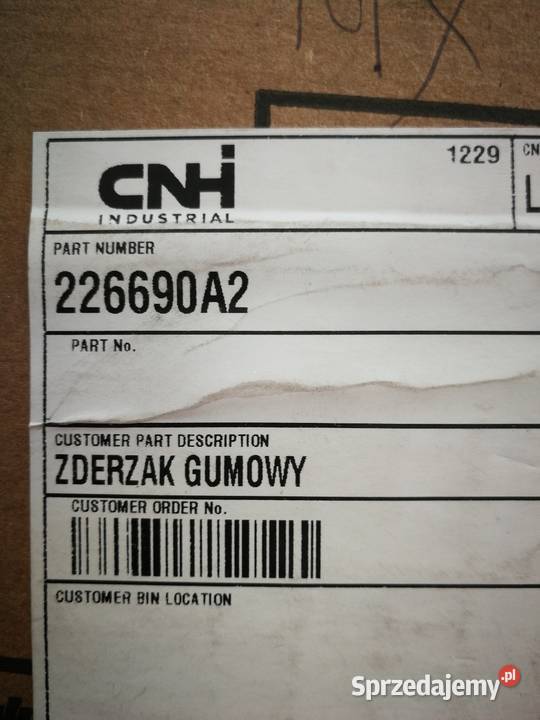 CNH
INDUSTRIAL
1229
CN
PART NUMBER
226690A2
PART No.
CUSTOMER PART DESCRIPTION
ZDERZAK GUMOWY
CUSTOMER ORDER No.
CUSTOMER BIN LOCATION
Sprzedajemy.pl